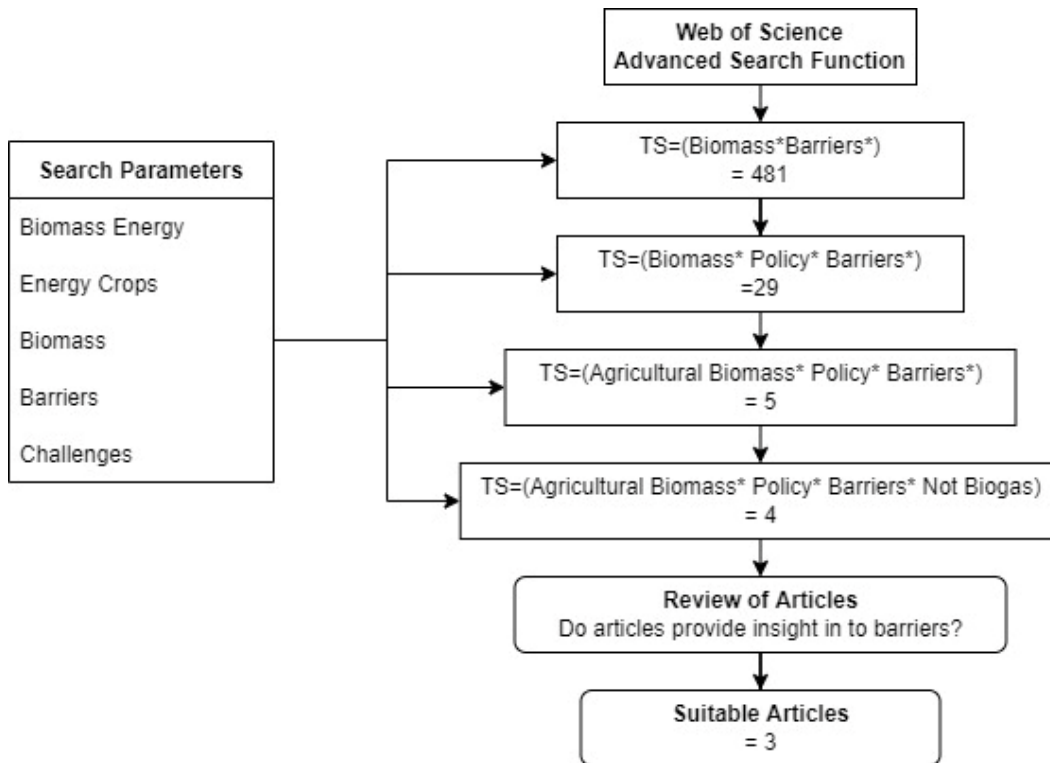 Web of Science
Advanced Search Function
Search Parameters
Biomass Energy
Energy Crops
Biomass
Barriers
Challenges
TS=(Biomass*Barriers*)
= 481
TS=(Biomass* Policy* Barriers*)
=29
TS=(Agricultural Biomass* Policy* Barriers*)
= 5
TS=(Agricultural Biomass* Policy* Barriers* Not Biogas)
= 4
Review of Articles
Do articles provide insight in to barriers?
Suitable Articles
= 3